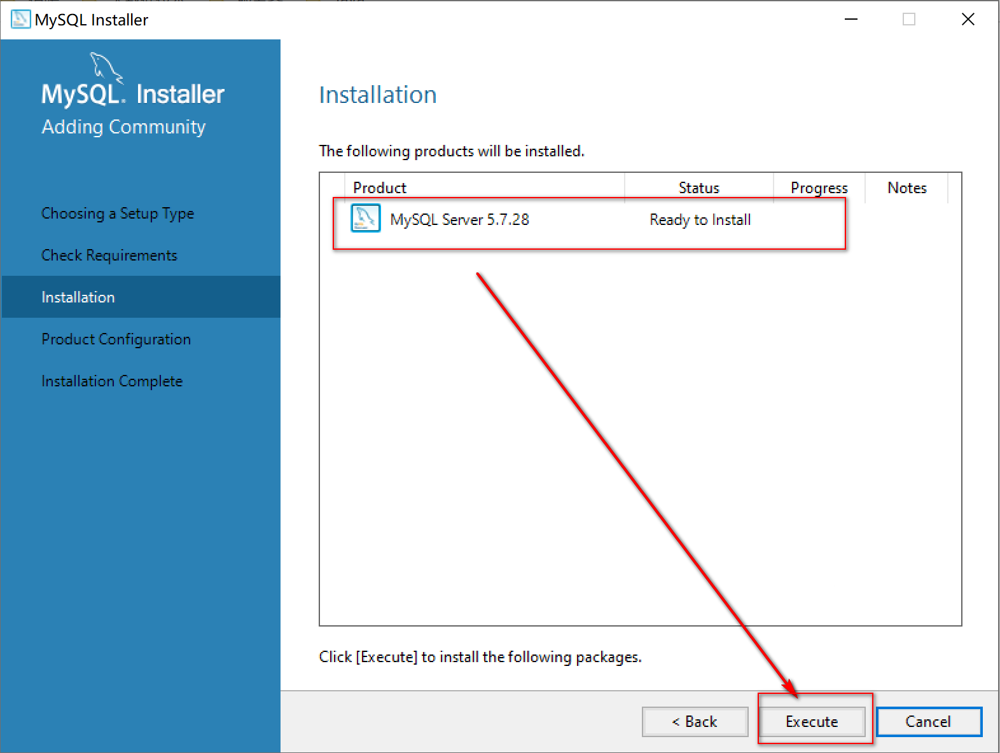 MySQL Installer
MySQL. Installer
Adding Community
Choosing a Setup Type
Check Requirements
Installation
Product Configuration
Installation Complete
Installation
The following products will be installed.
Product Status Progress Notes
MySQL Server 5.7.28 Ready to Install
Click [Execute] to install the following packages.
< Back Execute Cancel